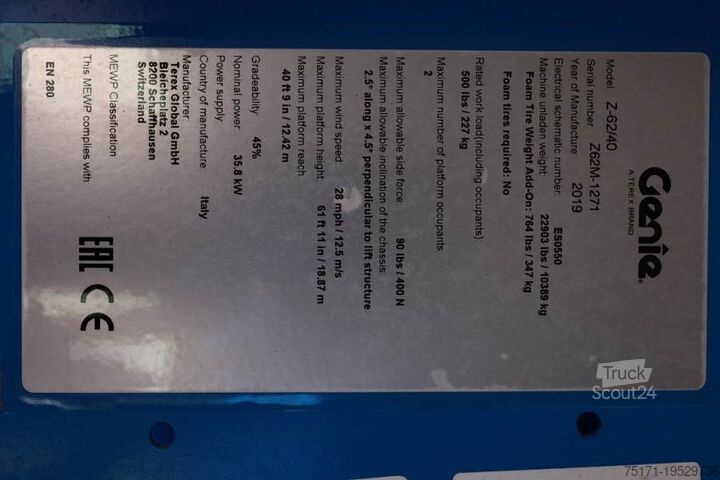 Genie®
A TEREX BRAND
Model Z-62/40
Serial number Z62M-1271
Year of Manufacture 2019
Electrical schematic number: ES0550
Machine unladen weight: 22903 lbs / 10389 kg
Foam Tire Weight Add-On: 764 lbs / 347 kg
Foam tires required: No
Rated work load(including occupants):
500 lbs / 227 kg
Maximum number of platform occupants:
2
Maximum allowable side force: 90 lbs / 400 N
Maximum allowable inclination of the chassis:
2.5° along x 4.5° perpendicular to lift structure
Maximum wind speed 28 mph / 12.5 m/s
Maximum platform height: 61 ft 11 in / 18.87 m
Maximum platform reach:
40 ft 9 in / 12.42 m
Gradeability 45%
Nominal power 35.8 kW
Power supply
Country of manufacture Italy
Manufacturer:
Terex Global GmbH
Bleicheplatz 2
8200 Schaffhausen
Switzerland
MEWP Classification
This MEWP complies with
EN 280
EAC CE
Truck
Scout24